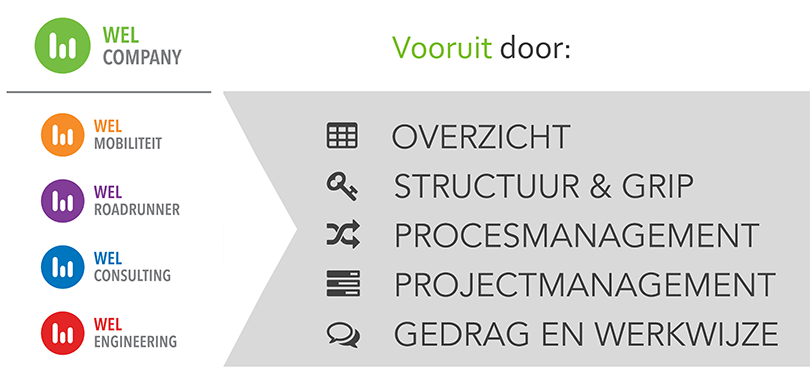 WEL
COMPANY
WEL
MOBILITEIT
WEL
ROADRUNNER
WEL
CONSULTING
WEL
ENGINEERING
Vooruit door:
OVERZICHT
STRUCTUUR & GRIP
PROCESMANAGEMENT
PROJECTMANAGEMENT
GEDRAG EN WERKWIJZE